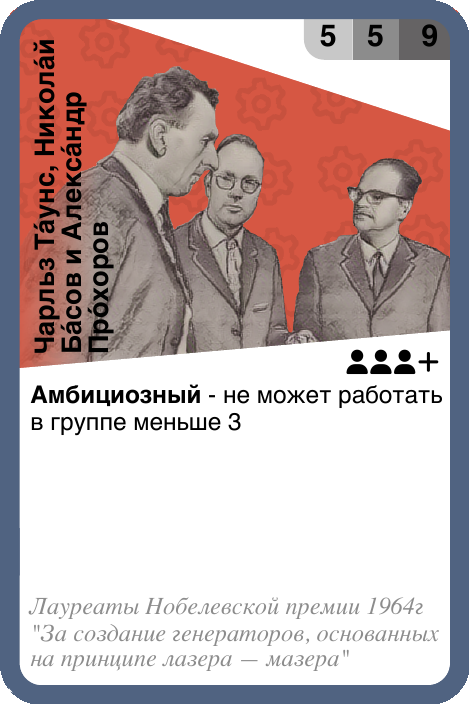 5 5 9
Чарльз Та́унс, Никола́й
Ба́сов и Алекса́ндр
Про́хоров
+
Амбициозный - не может работать
в группе меньше 3
Лауреаты Нобелевской премии 1964г
"За создание генераторов, основанных
на принципе лазера — мазера"